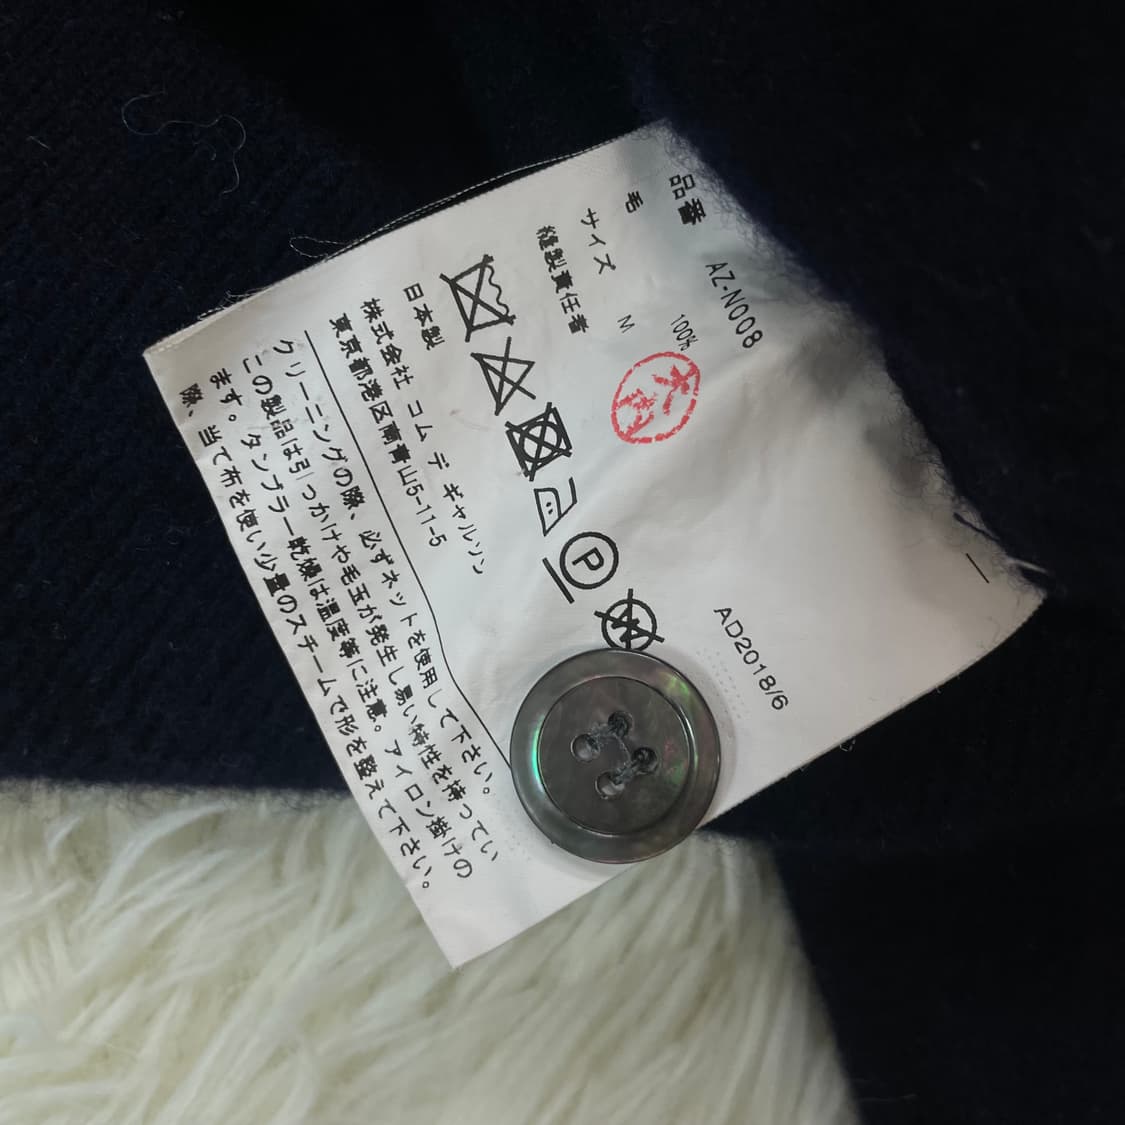 品番 AZ-N008
毛 100%
サイズ M
縫製責任者
AD2018/6
P
W
日本製
株式会社 コム デ ギャルソン
東京都港区南青山5-11-5
クリーニングの際、必ずネットを使用して下さい。
この製品は引っかけや毛玉が発生し易い特性を持ってい
ます。タンブラー乾燥は温度等に注意。アイロン掛けの
際、当て布を使い少量のスチームで形を整えて下さい。